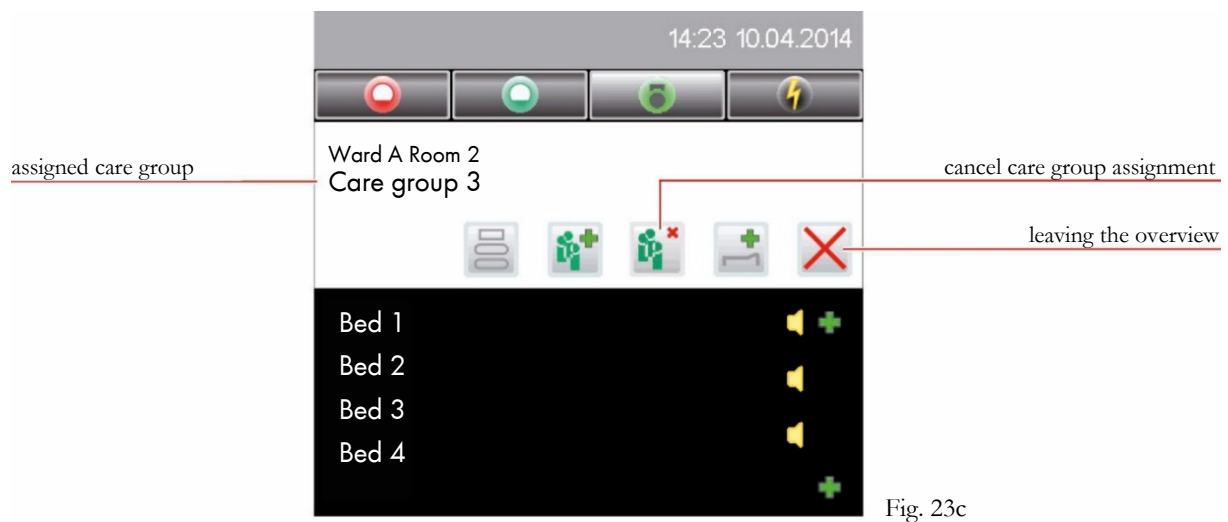 14:23 10.04.2014
Ward A Room 2
assigned care group
Care group 3
cancel care group assignment
leaving the overview
Bed 1
Bed 2
Bed 3
Bed 4
Fig. 23c